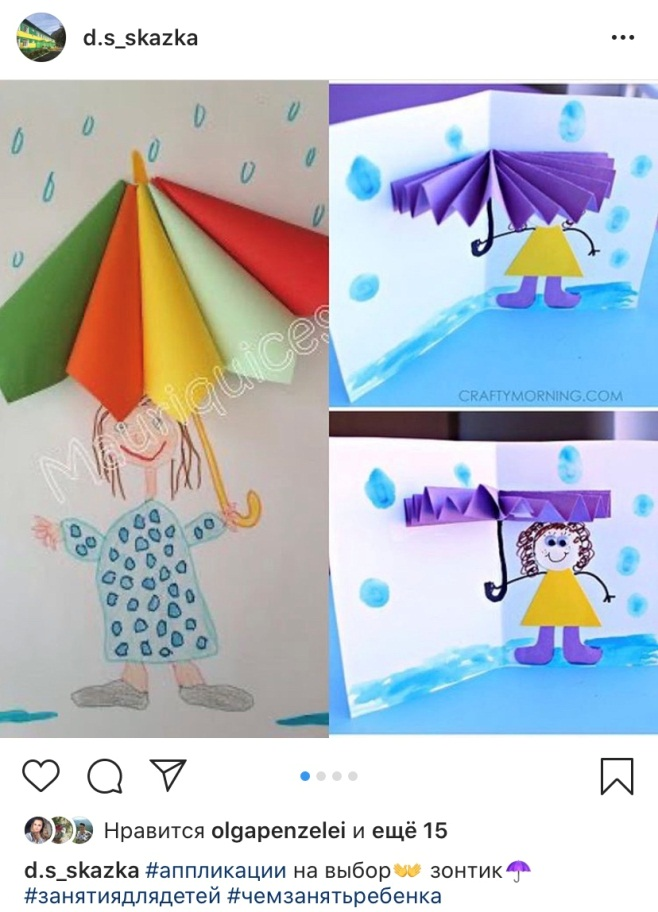 d.s_skazka
Mauriquices
CRAFTYMORNING.COM
Нравится olgapenzelei и ещё 15
d.s_skazka #аппликации на выбор👐 зонтик☂️
#занятиядлядетей #чемзанятьребенка